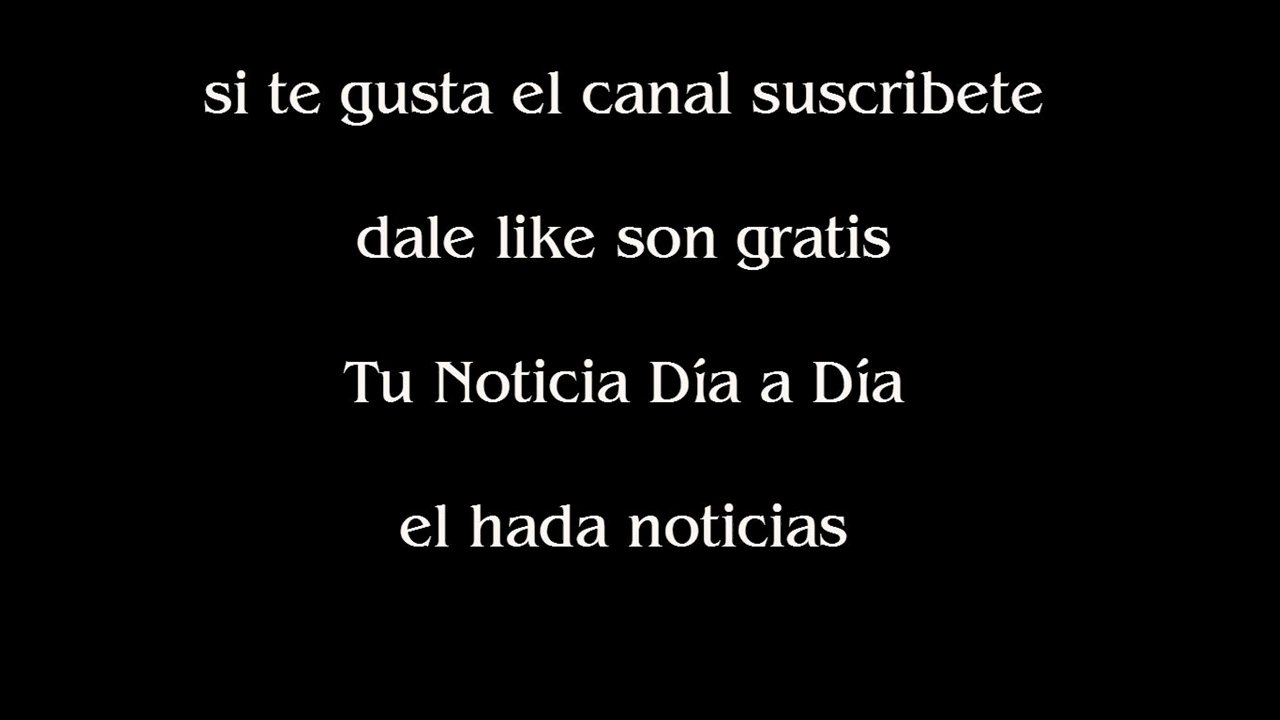 si te gusta el canal suscribete
dale like son gratis
Tu Noticia Día a Día
el hada noticias